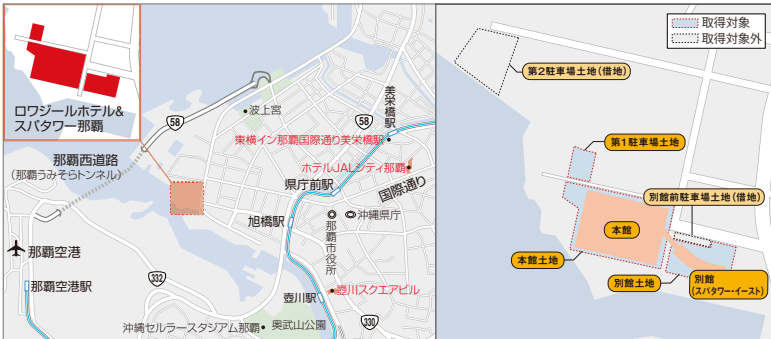 ロワジールホテル&
スパタワー那覇
58
波上宮
58
美栄橋駅
東横イン那覇国際通り美栄橋駅
那覇西道路
(那覇うみそらトンネル)
ホテルJALシティ那覇
県庁前駅
国際通り
旭橋駅
沖縄県庁
那覇市役所
那覇空港
那覇空港駅
332
壺川スクエアビル
壺川駅
330
沖縄セルラースタジアム那覇
奥武山公園
取得対象
取得対象外
第2駐車場土地(借地)
第1駐車場土地
別館前駐車場土地(借地)
本館
本館土地
別館土地
別館
(スパタワー・イースト)